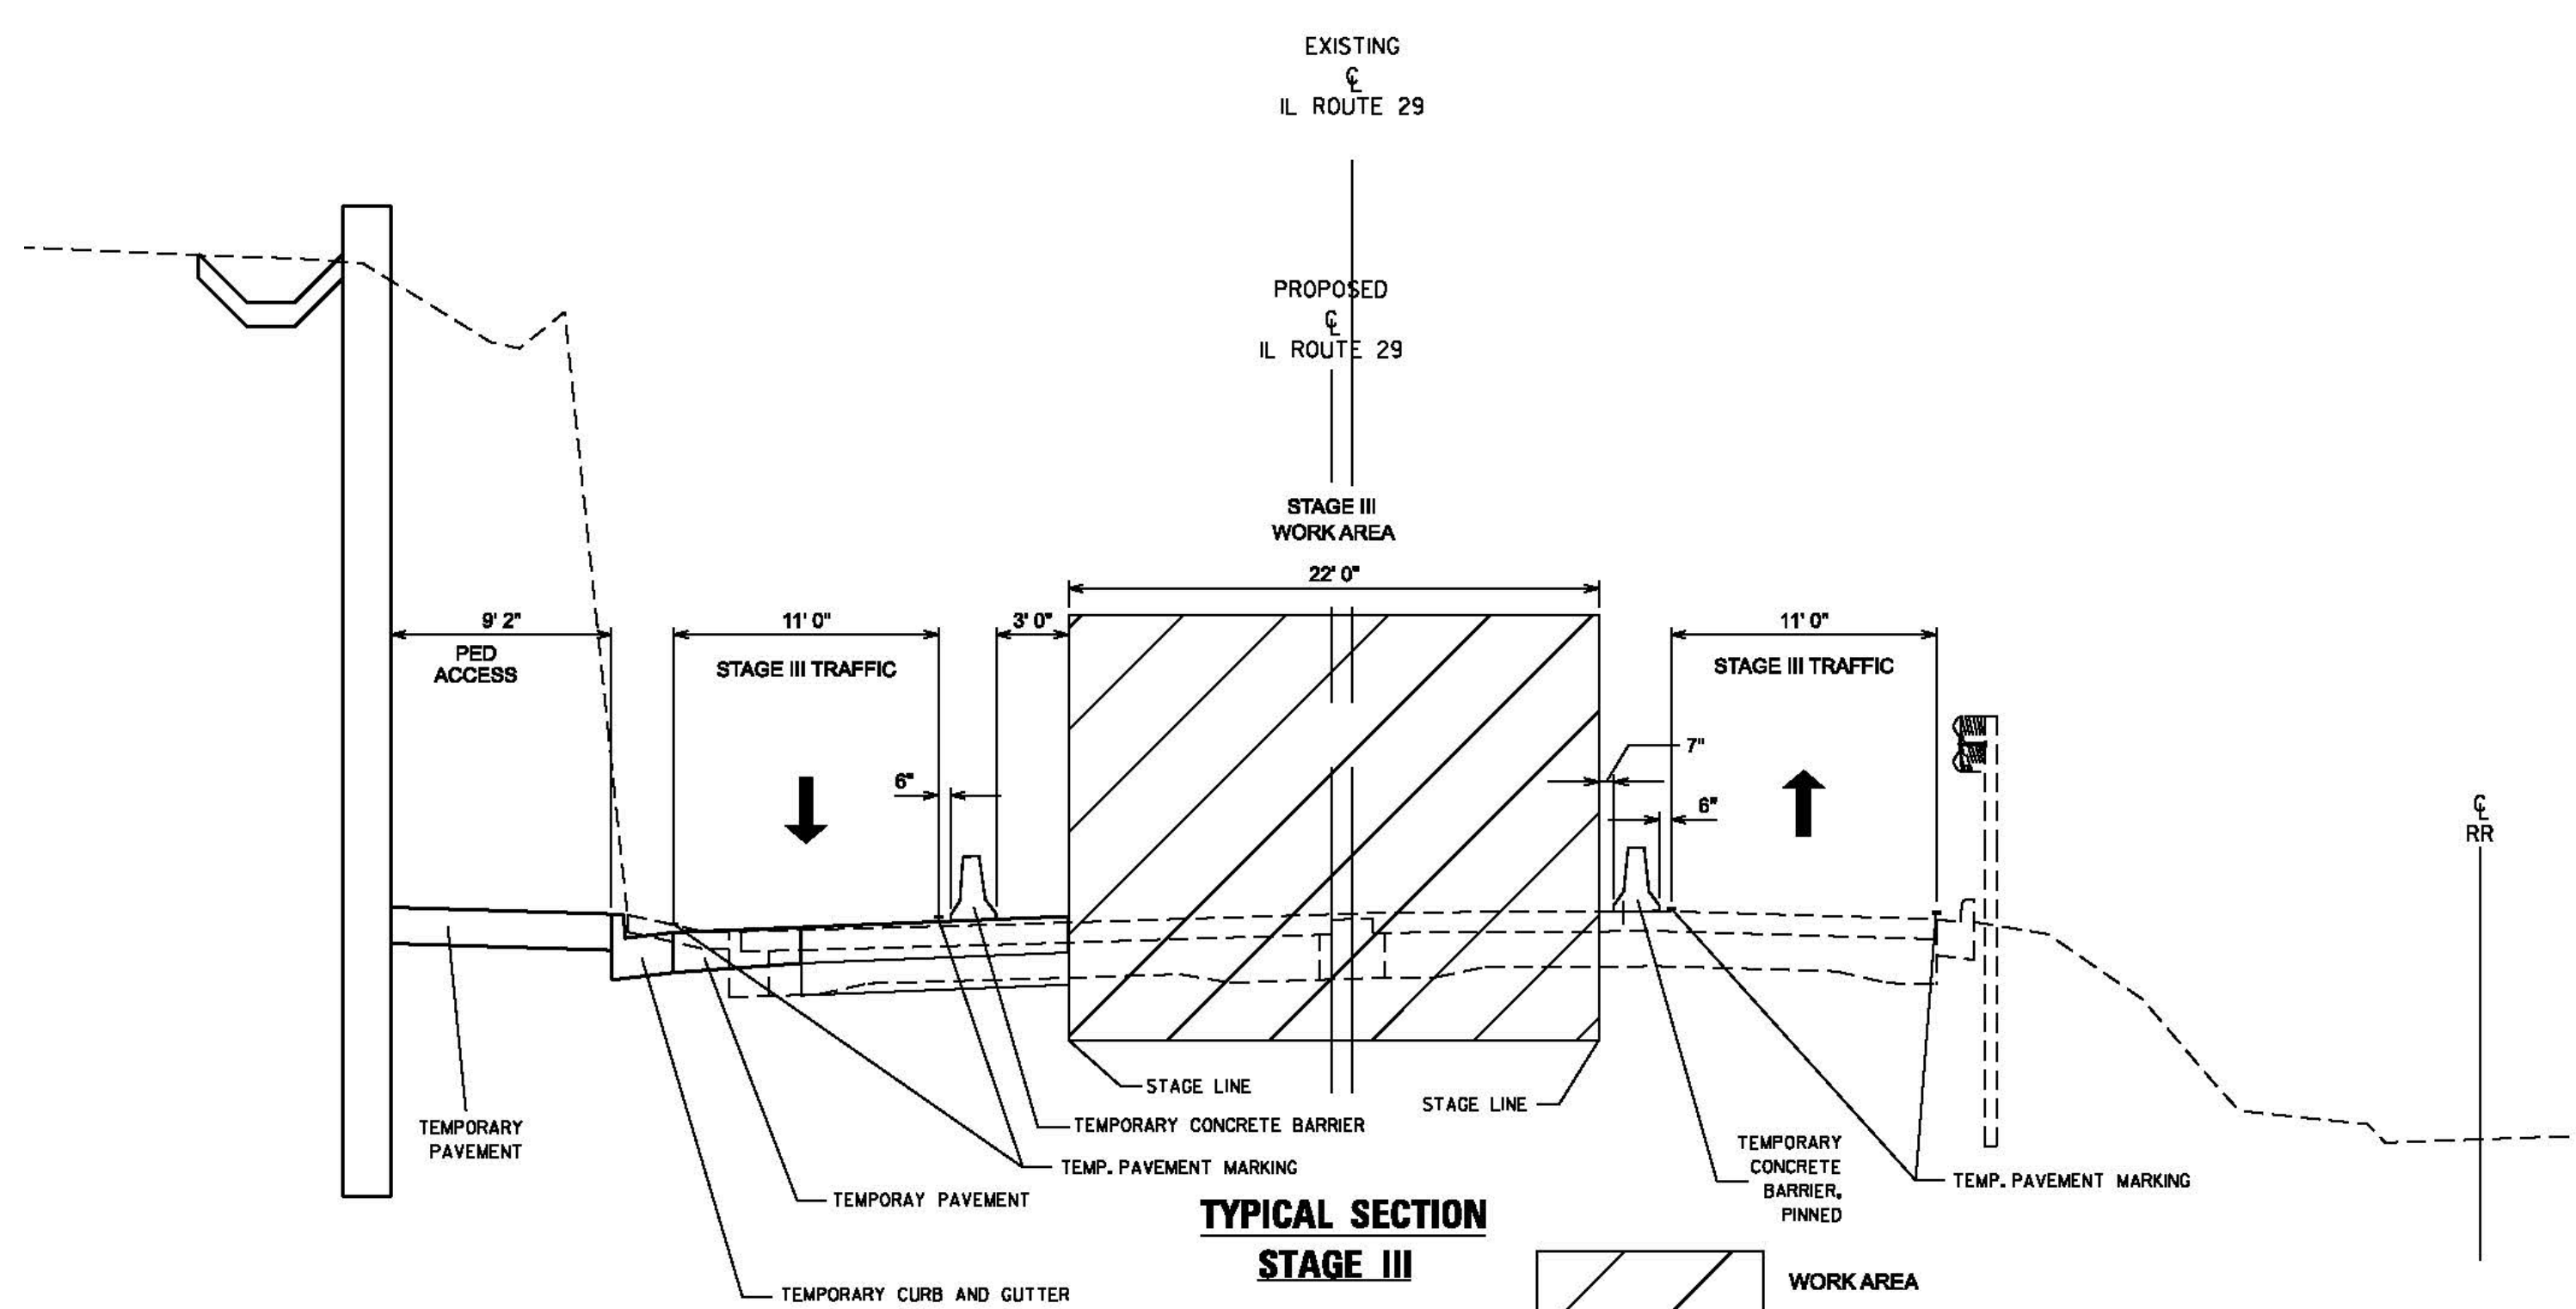 EXISTING
℄
IL ROUTE 29
PROPOSED
℄
IL ROUTE 29
STAGE III
WORK AREA
22' 0"
9' 2"
PED
ACCESS
11' 0"
STAGE III TRAFFIC
3' 0"
11' 0"
STAGE III TRAFFIC
6"
7"
6"
℄
RR
STAGE LINE
STAGE LINE
TEMPORARY
PAVEMENT
TEMPORARY CONCRETE BARRIER
TEMP. PAVEMENT MARKING
TEMPORAY PAVEMENT
TEMPORARY CURB AND GUTTER
TEMPORARY
CONCRETE
BARRIER,
PINNED
TEMP. PAVEMENT MARKING
TYPICAL SECTION
STAGE III
WORK AREA